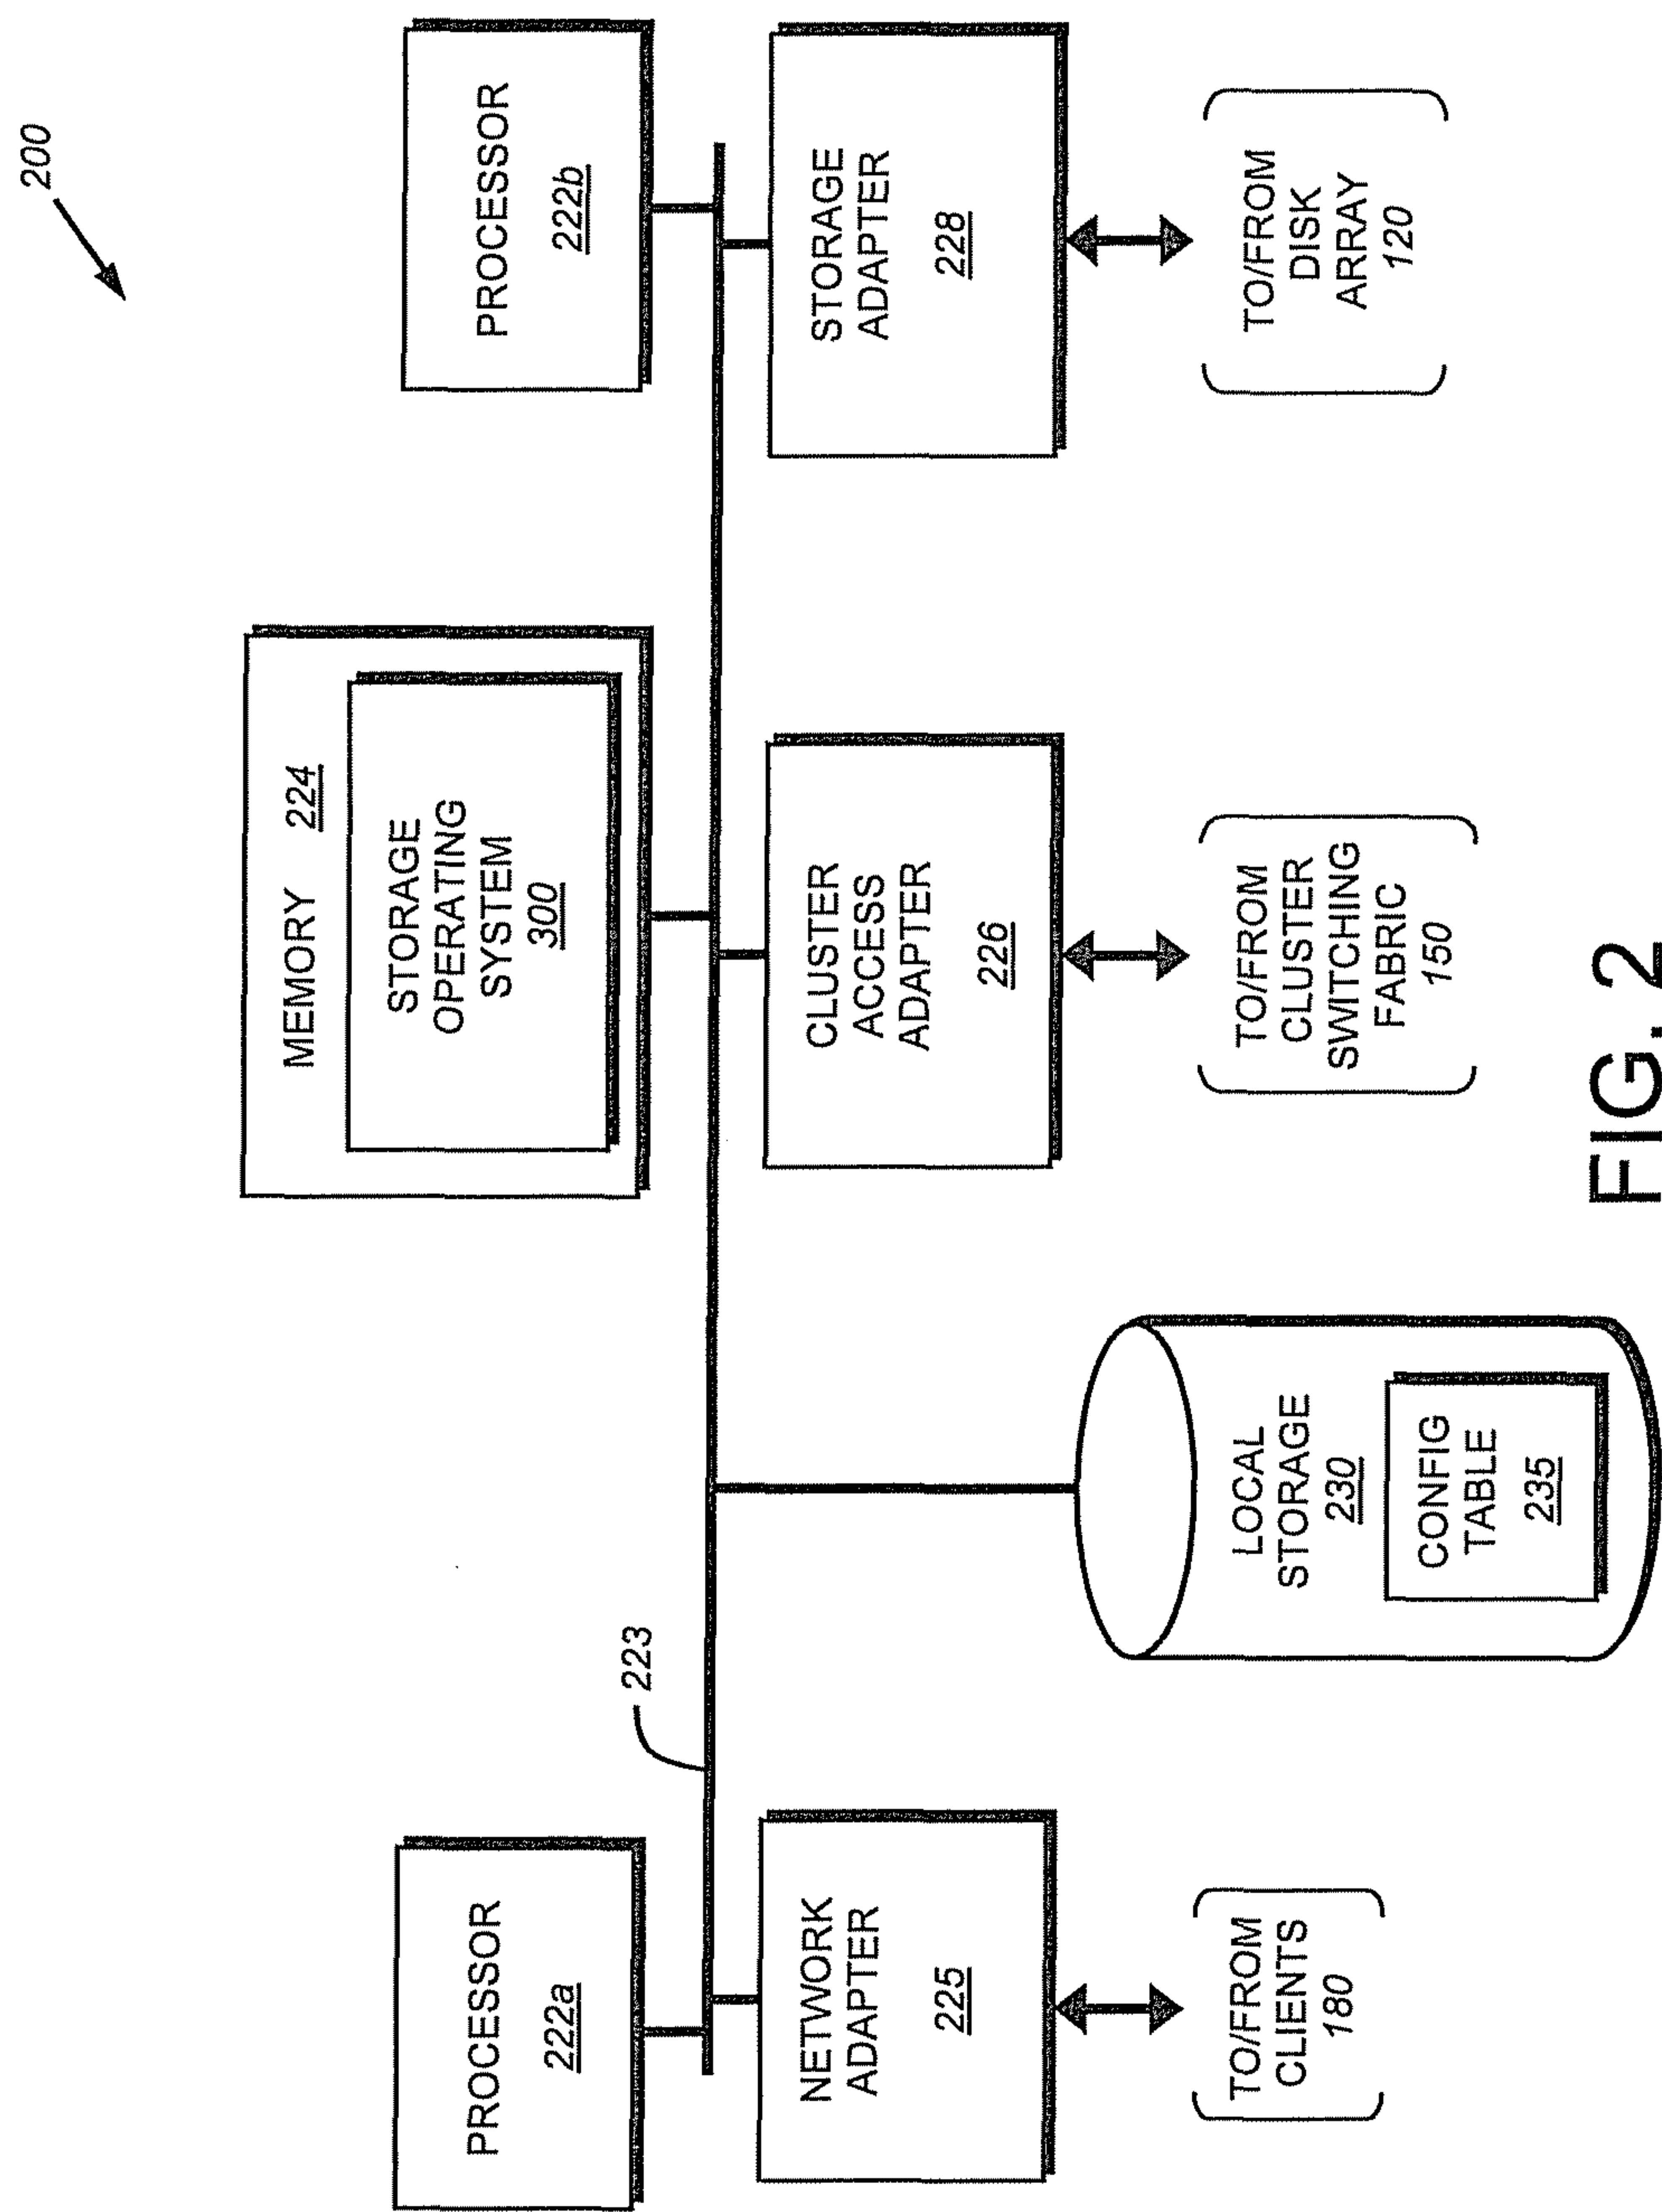 200
PROCESSOR
222a
MEMORY 224
STORAGE
OPERATING
SYSTEM
300
PROCESSOR
222b
223
NETWORK
ADAPTER
225
LOCAL
STORAGE
230
CONFIG
TABLE
235
CLUSTER
ACCESS
ADAPTER
226
STORAGE
ADAPTER
228
TO/FROM
CLIENTS
180
TO/FROM
CLUSTER
SWITCHING
FABRIC
150
TO/FROM
DISK
ARRAY
120
FIG. 2